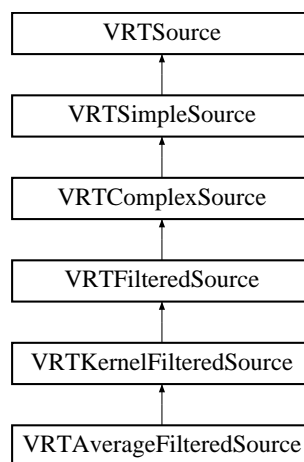 VRTSource
VRTSimpleSource
VRTComplexSource
VRTFilteredSource
VRTKernelFilteredSource
VRTAverageFilteredSource